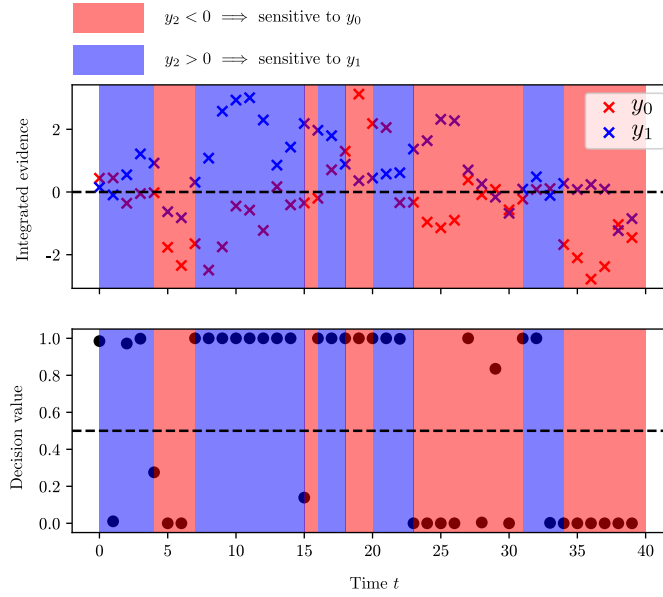 y₂ < 0 ⟹ sensitive to y₀
y₂ > 0 ⟹ sensitive to y₁
Integrated evidence
2
0
-2
y₀
y₁
Decision value
1.0
0.8
0.6
0.4
0.2
0.0
0 5 10 15 20 25 30 35 40
Time t